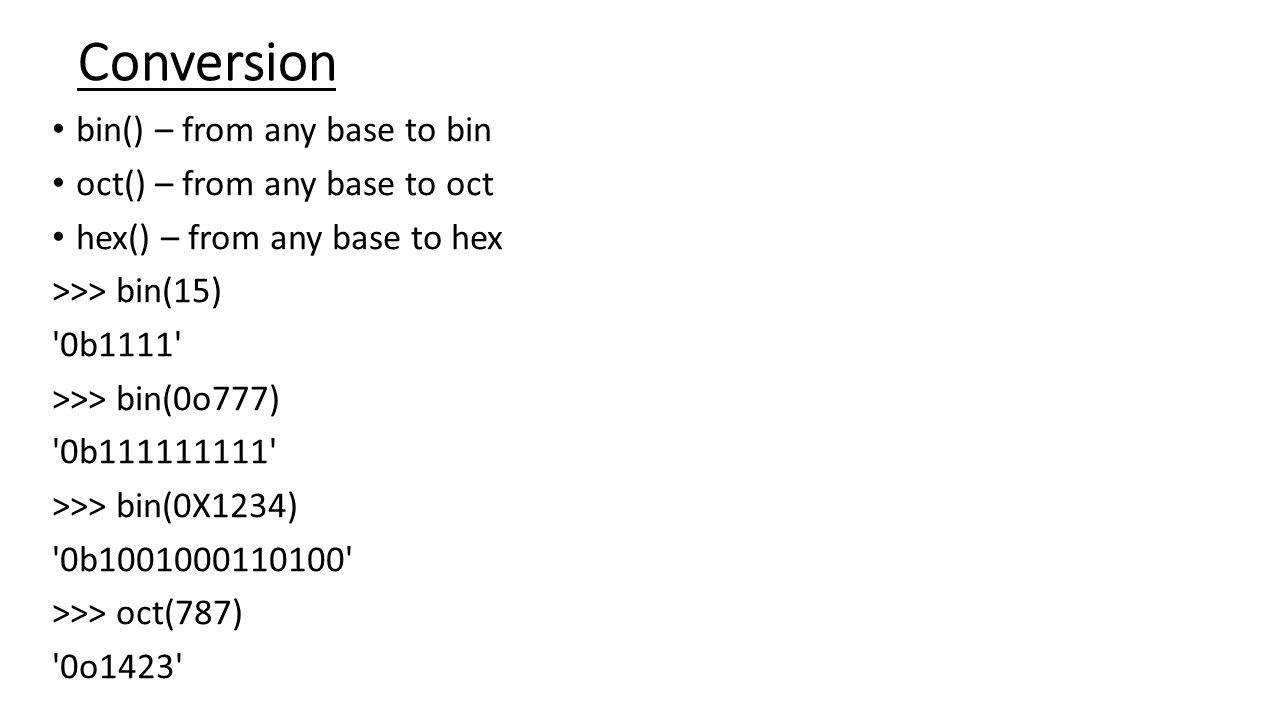 Conversion
• bin() – from any base to bin
• oct() – from any base to oct
• hex() – from any base to hex
>>> bin(15)
'0b1111'
>>> bin(0o777)
'0b111111111'
>>> bin(0X1234)
'0b1001000110100'
>>> oct(787)
'0o1423'